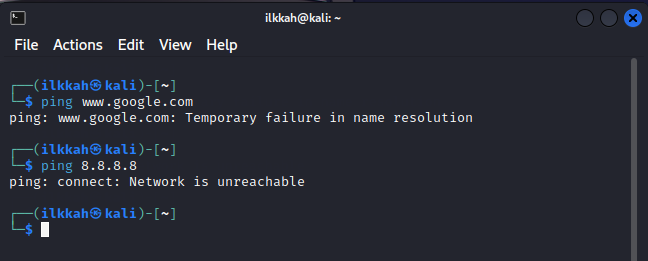 ilkkah@kali: ~
File Actions Edit View Help
┌──(ilkkah㉿kali)-[~]
└─$ ping www.google.com
ping: www.google.com: Temporary failure in name resolution
┌──(ilkkah㉿kali)-[~]
└─$ ping 8.8.8.8
ping: connect: Network is unreachable
┌──(ilkkah㉿kali)-[~]
└─$